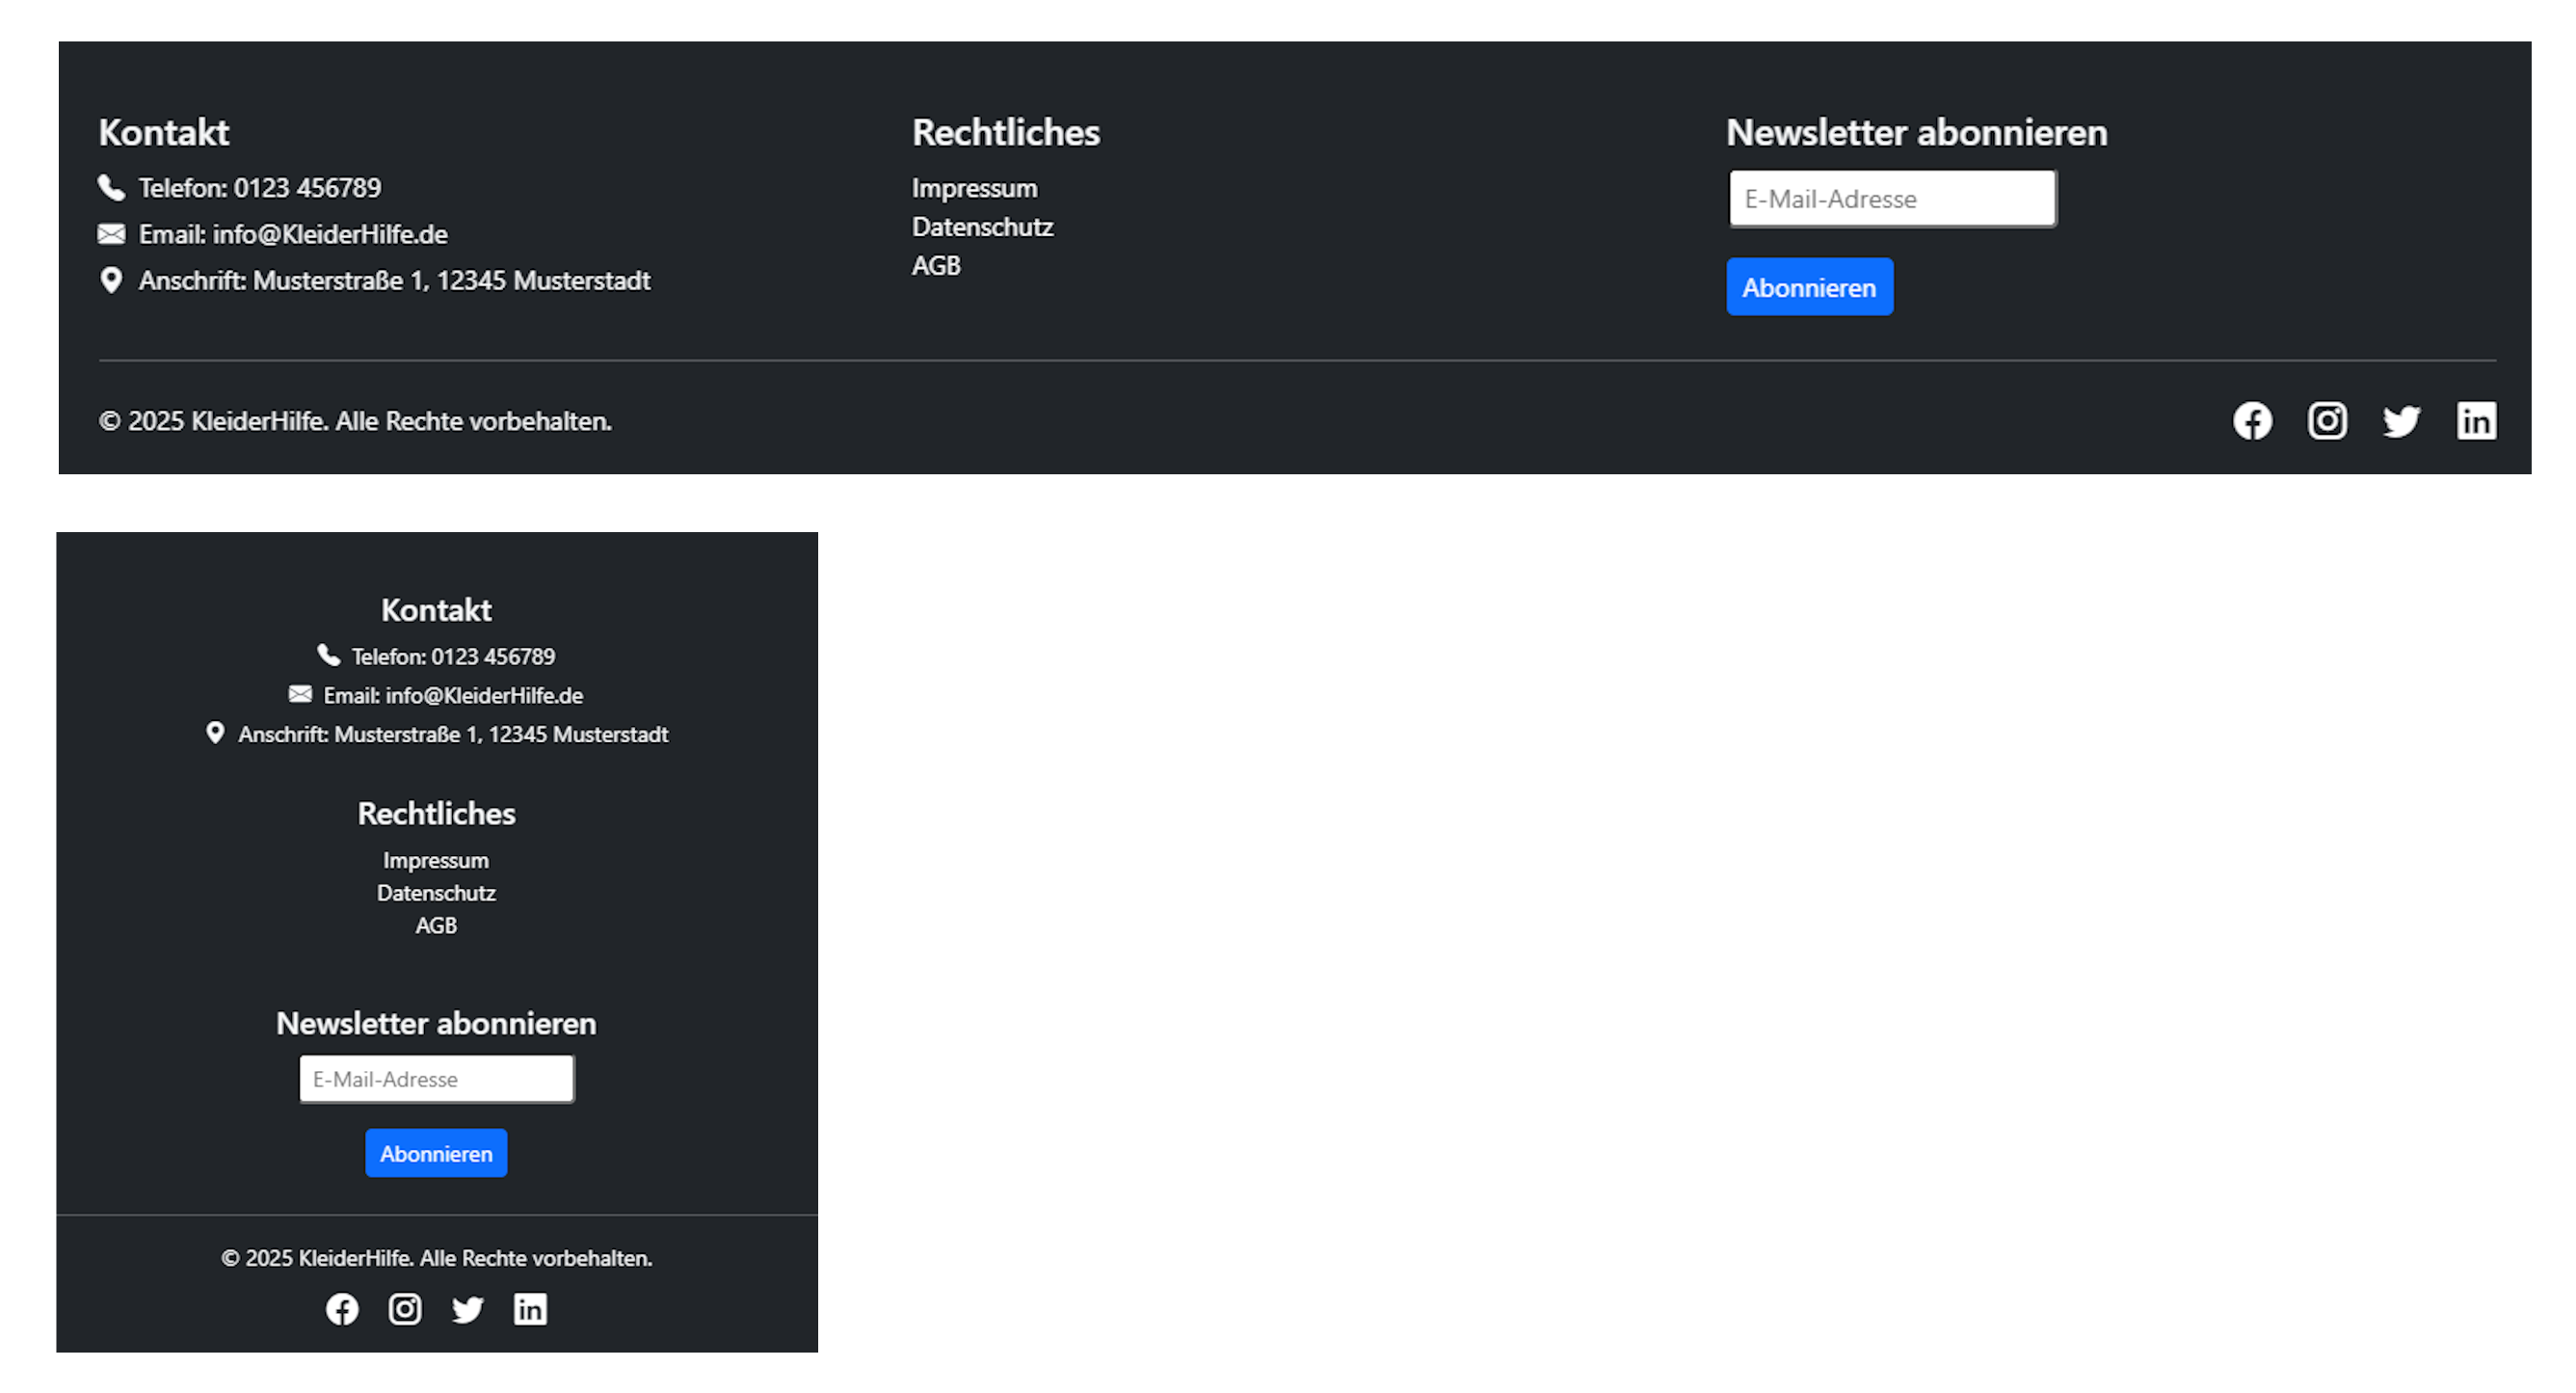 Kontakt
Telefon: 0123 456789
Email: info@KleiderHilfe.de
Anschrift: Musterstraße 1, 12345 Musterstadt
Rechtliches
Impressum
Datenschutz
AGB
Newsletter abonnieren
E-Mail-Adresse
Abonnieren
© 2025 KleiderHilfe. Alle Rechte vorbehalten.
in
Kontakt
Telefon: 0123 456789
Email: info@KleiderHilfe.de
Anschrift: Musterstraße 1, 12345 Musterstadt
Rechtliches
Impressum
Datenschutz
AGB
Newsletter abonnieren
E-Mail-Adresse
Abonnieren
© 2025 KleiderHilfe. Alle Rechte vorbehalten.
in